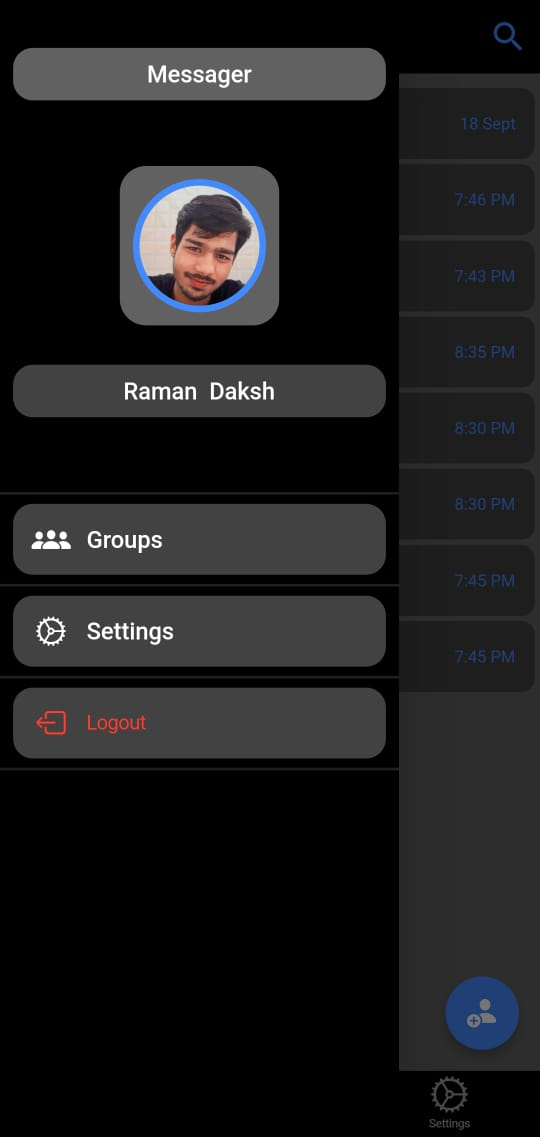 Messager
18 Sept
7:46 PM
7:43 PM
Raman Daksh
8:35 PM
8:30 PM
8:30 PM
Groups
7:45 PM
Settings
7:45 PM
Logout
Settings